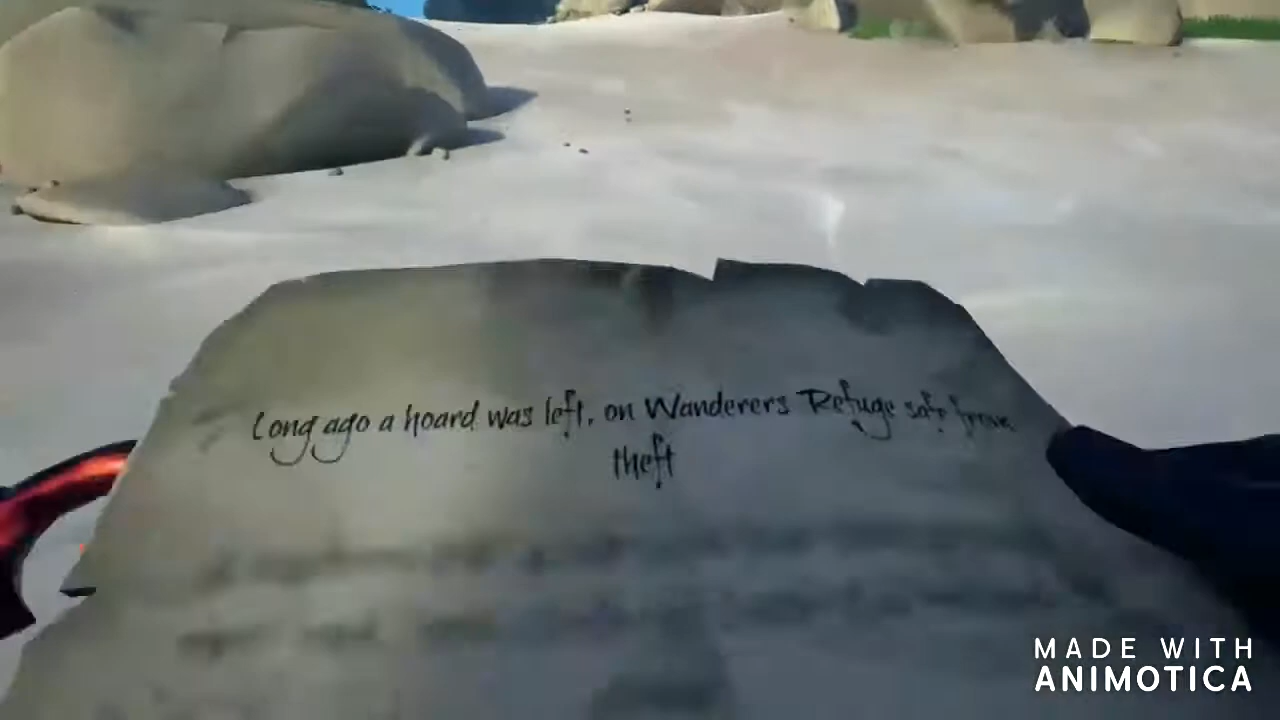 Long ago a hoard was left, on Wanderers Refuge safe from
theft
MADE WITH
ANIMOTICA